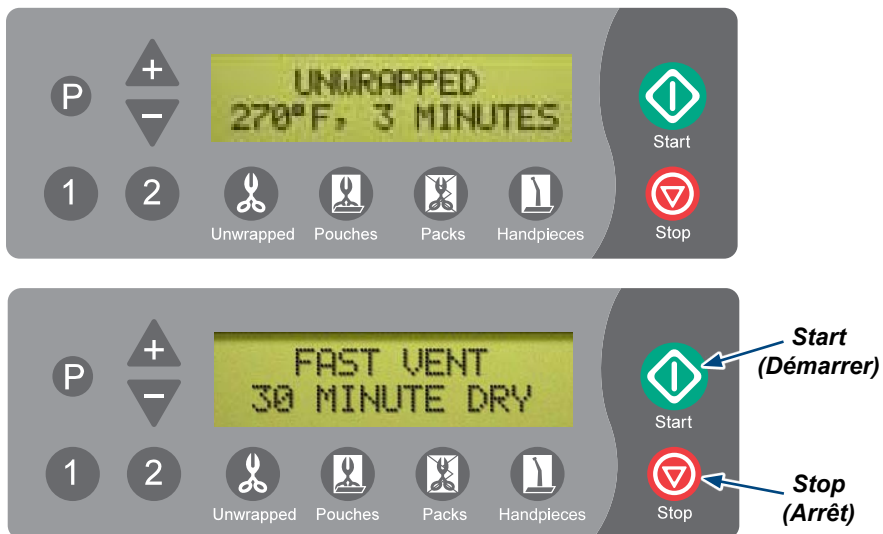 P
+
−
UNWRAPPED
270°F, 3 MINUTES
Start
1
2
Unwrapped
Pouches
Packs
Handpieces
Stop
P
+
−
FAST VENT
30 MINUTE DRY
Start
Start
(Démarrer)
1
2
Unwrapped
Pouches
Packs
Handpieces
Stop
Stop
(Arrêt)